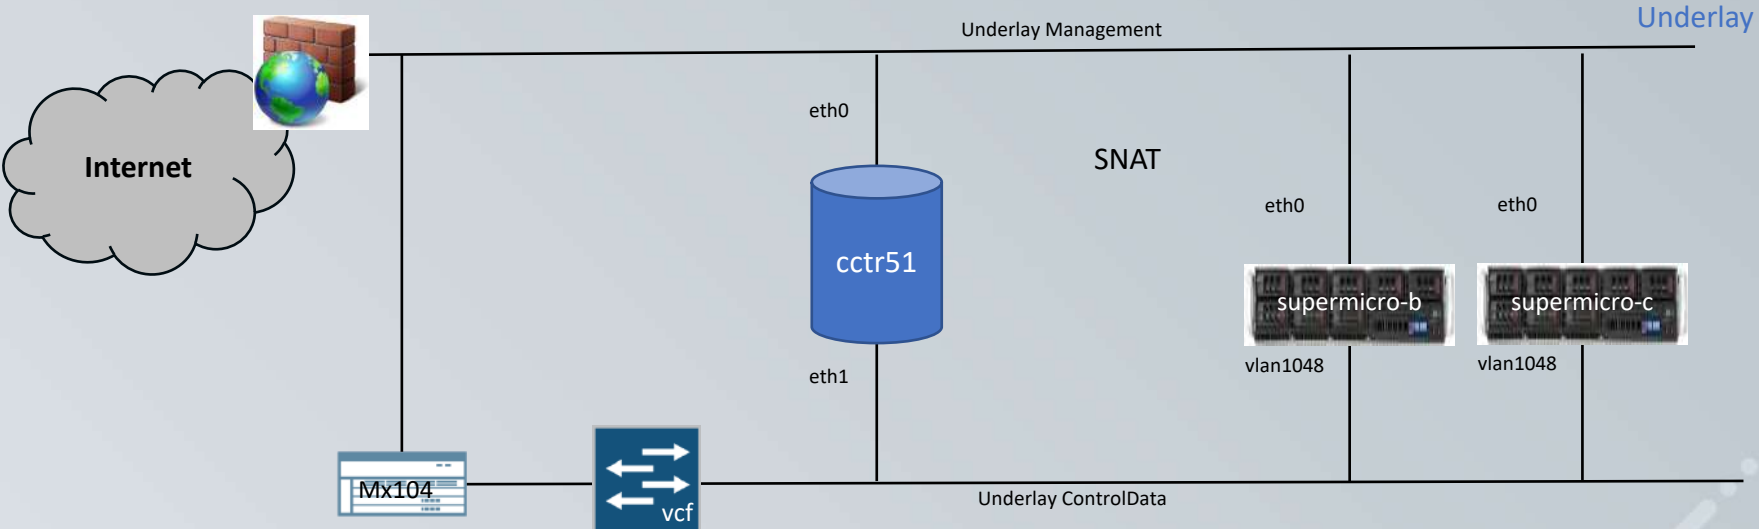 Underlay
Underlay Management
Internet
eth0
SNAT
eth0
eth0
cctr51
supermicro-b
supermicro-c
eth1
vlan1048
vlan1048
Mx104
vcf
Underlay ControlData